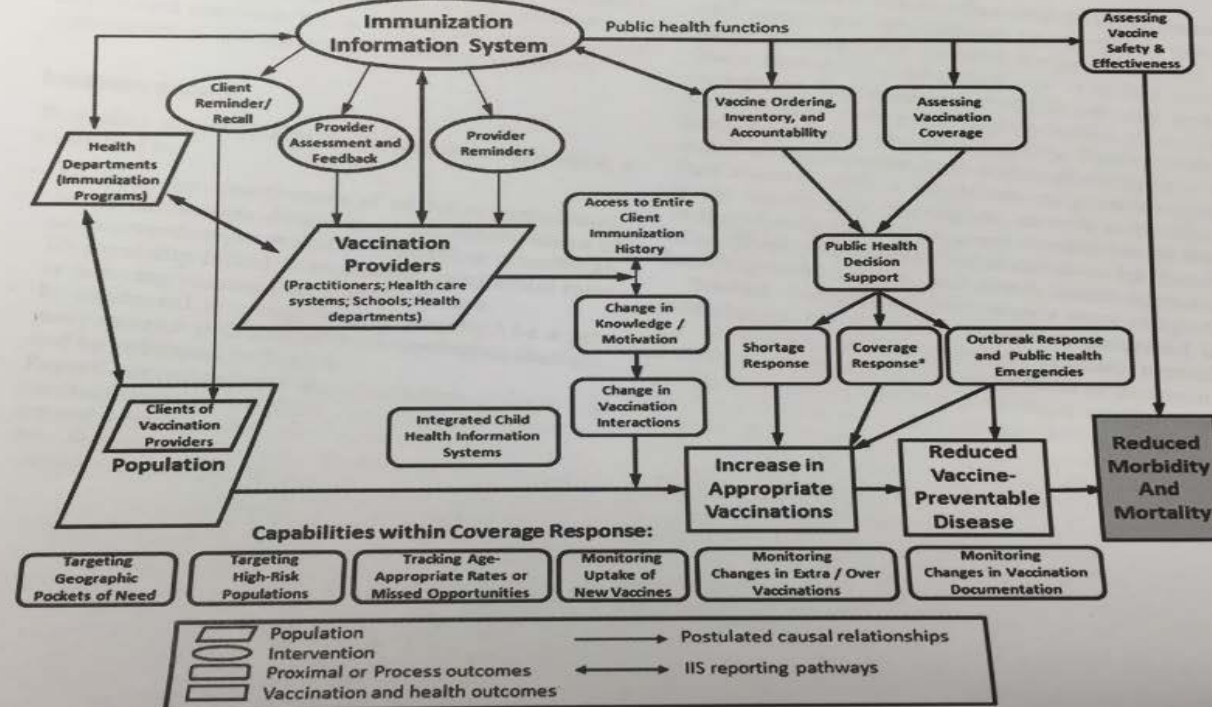 Immunization
Information System
Public health functions
Assessing
Vaccine
Safety &
Effectiveness
Client
Reminder/
Recall
Provider
Assessment and
Feedback
Provider
Reminders
Vaccine Ordering,
Inventory, and
Accountability
Assessing
Vaccination
Coverage
Health
Departments
(Immunization
Programs)
Access to Entire
Client
Immunization
History
Vaccination
Providers
(Practitioners; Health care
systems; Schools; Health
departments)
Public Health
Decision
Support
Change in
Knowledge /
Motivation
Shortage
Response
Coverage
Response*
Outbreak Response
and Public Health
Emergencies
Change in
Vaccination
Interactions
Clients of
Vaccination
Providers
Population
Integrated Child
Health Information
Systems
Increase in
Appropriate
Vaccinations
Reduced
Vaccine-
Preventable
Disease
Reduced
Morbidity
And
Mortality
Capabilities within Coverage Response:
Targeting
Geographic
Pockets of Need
Targeting
High-Risk
Populations
Tracking Age-
Appropriate Rates or
Missed Opportunities
Monitoring
Uptake of
New Vaccines
Monitoring
Changes in Extra / Over
Vaccinations
Monitoring
Changes in Vaccination
Documentation
Population
Intervention
Proximal or Process outcomes
Vaccination and health outcomes
Postulated causal relationships
IIS reporting pathways